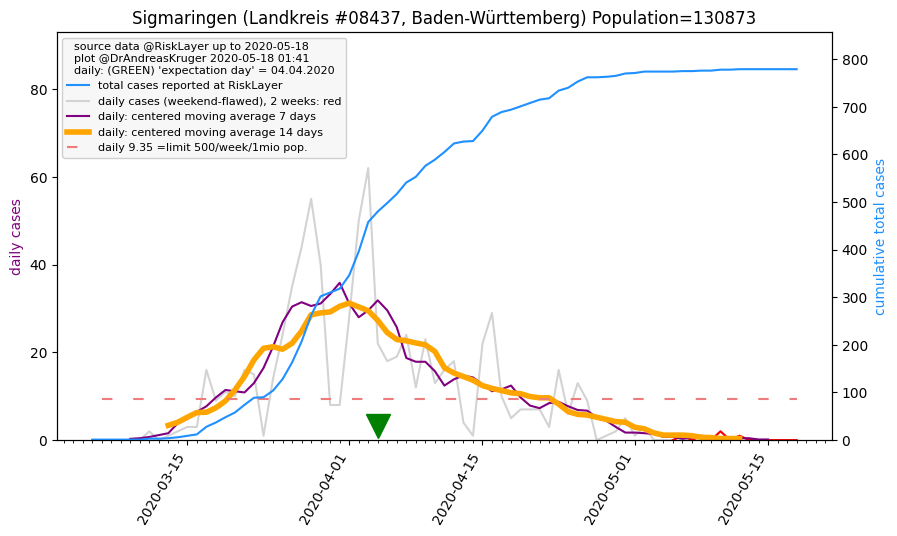 Sigmaringen (Landkreis #08437, Baden-Württemberg) Population=130873
source data @RiskLayer up to 2020-05-18
plot @DrAndreasKruger 2020-05-18 01:41
daily: (GREEN) 'expectation day' = 04.04.2020
total cases reported at RiskLayer
daily cases (weekend-flawed), 2 weeks: red
daily: centered moving average 7 days
daily: centered moving average 14 days
daily 9.35 =limit 500/week/1mio pop.
daily cases
80
60
40
20
0
cumulative total cases
800
700
600
500
400
300
200
100
0
2020-03-15
2020-04-01
2020-04-15
2020-05-01
2020-05-15